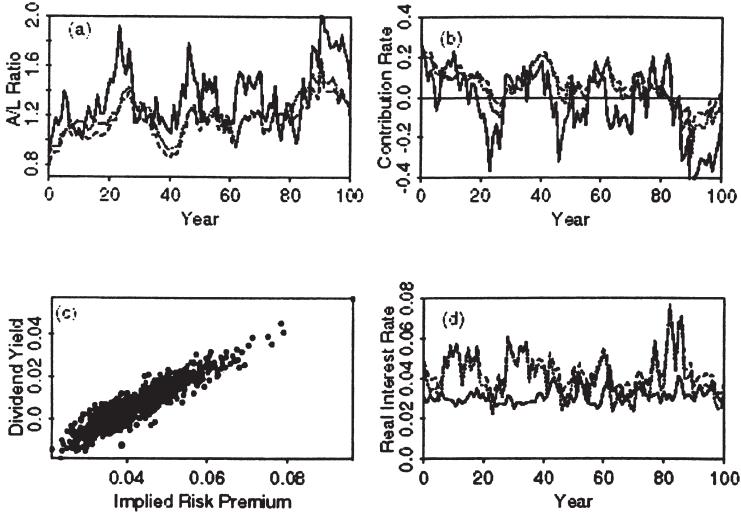 (a)
A/L Ratio
2.0
1.6
1.2
0.8
0 20 40 60 80 100
Year
(b)
Contribution Rate
0.4
0.2
0.0
-0.2
-0.4
0 20 40 60 80 100
Year
(c)
Dividend Yield
0.04
0.02
0.0
0.04 0.06 0.08
Implied Risk Premium
(d)
Real Interest Rate
0.08
0.06
0.04
0.02
0.0
0 20 40 60 80 100
Year